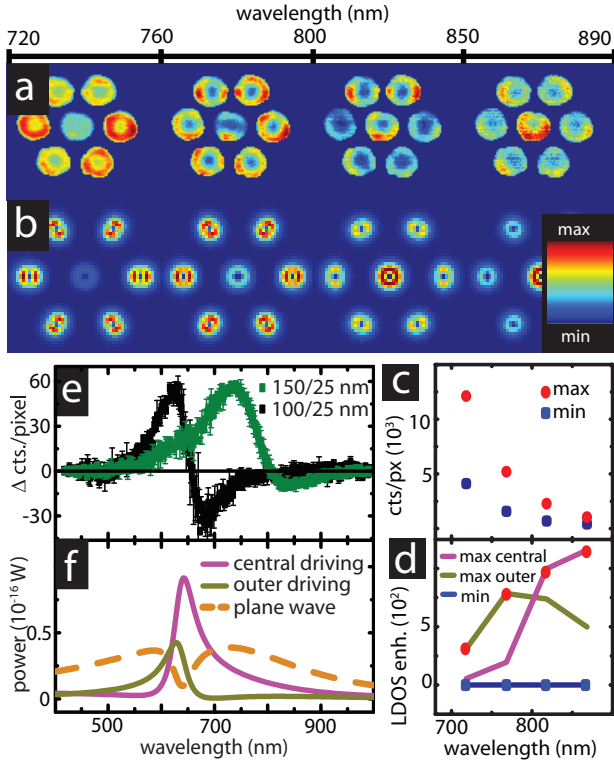 wavelength (nm)
720 760 800 850 890
a
b
max
min
e
60
30
0
-30
Δ cts./pixel
150/25 nm
100/25 nm
c
max
min
10
5
0
cts/px (10³)
f
central driving
outer driving
plane wave
0.5
0
power (10⁻¹⁶ W)
500 700 900
wavelength (nm)
d
max central
max outer
min
10
5
0
LDOS enh. (10²)
700 800
wavelength (nm)